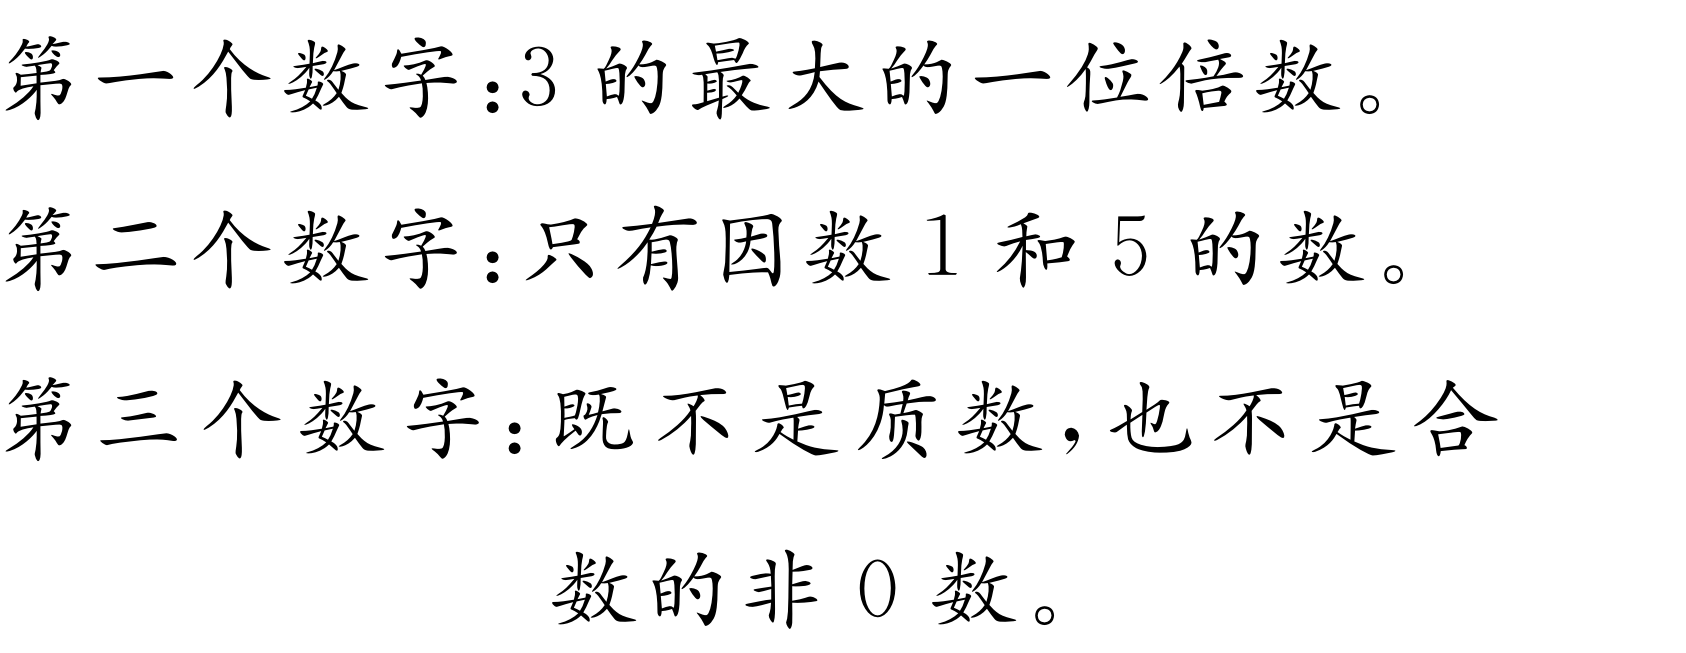 第一个数字:3 的最大的一位倍数。
第二个数字:只有因数 1 和 5 的数。
第三个数字:既不是质数,也不是合
数的非 0 数。